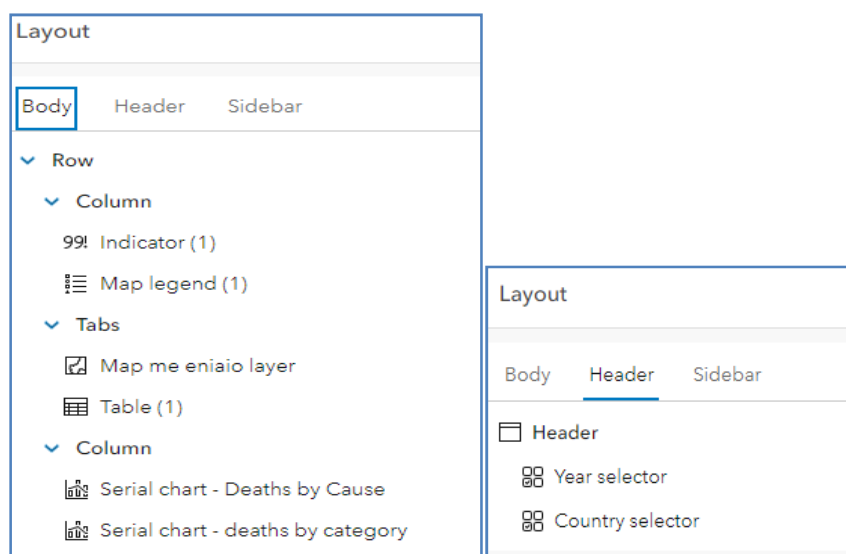 Layout
Body Header Sidebar
Row
Column
99! Indicator (1)
Map legend (1)
Tabs
Map me eniaio layer
Table (1)
Column
Serial chart - Deaths by Cause
Serial chart - deaths by category
Layout
Body Header Sidebar
Header
Year selector
Country selector